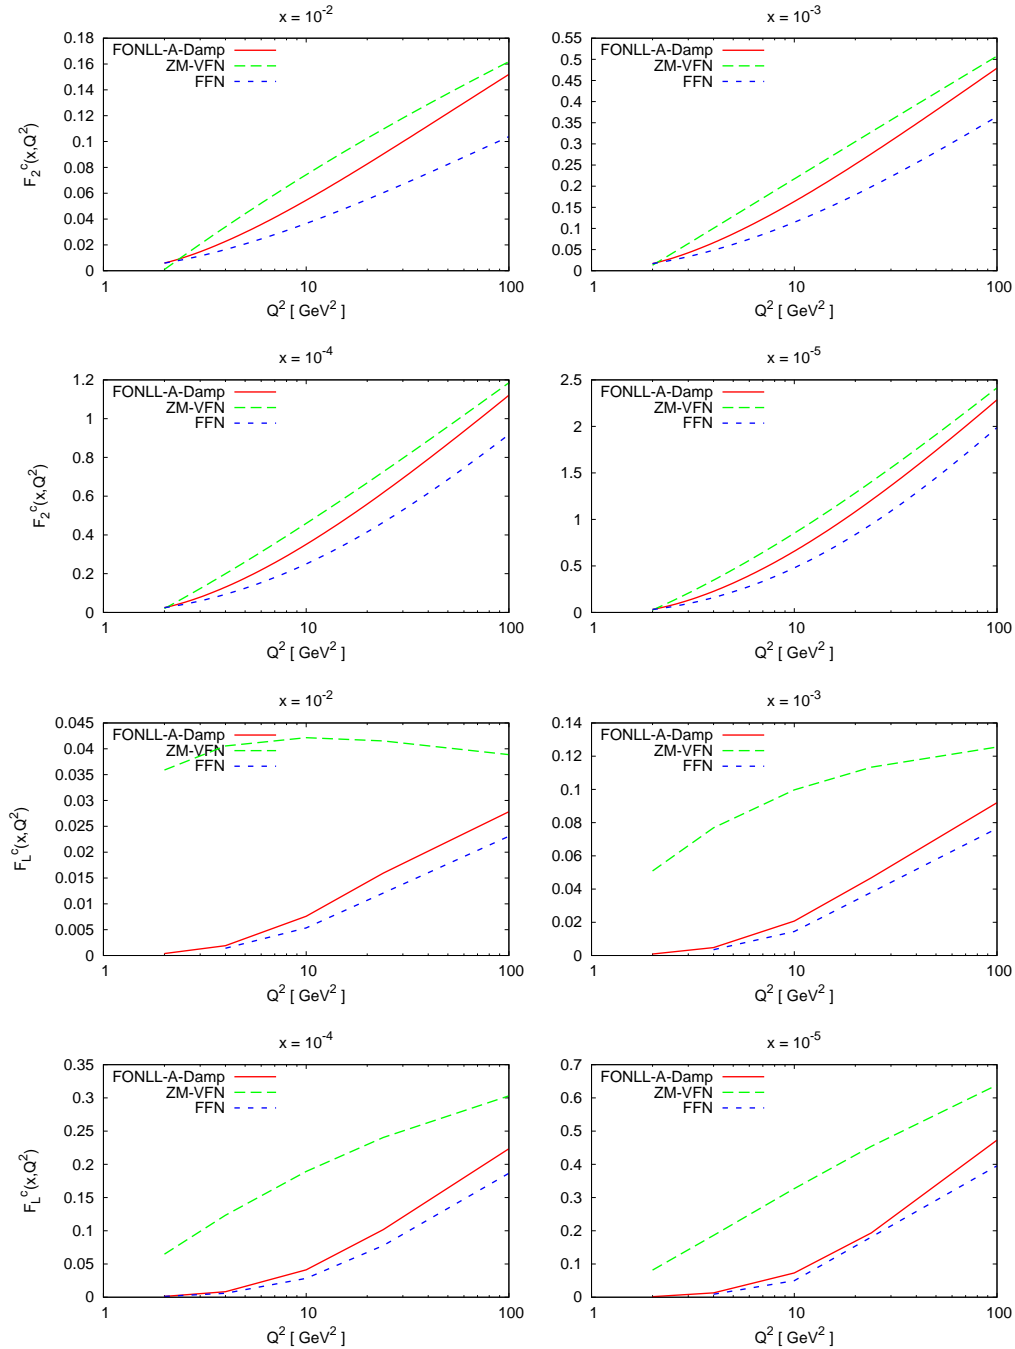 x = 10^-2
FONLL-A-Damp
ZM-VFN
FFN
0.18
0.16
0.14
0.12
0.1
0.08
0.06
0.04
0.02
0
F_2^c(x,Q^2)
1 10 100
Q^2 [ GeV^2 ]
x = 10^-3
FONLL-A-Damp
ZM-VFN
FFN
0.55
0.5
0.45
0.4
0.35
0.3
0.25
0.2
0.15
0.1
0.05
0
1 10 100
Q^2 [ GeV^2 ]
x = 10^-4
FONLL-A-Damp
ZM-VFN
FFN
1.2
1
0.8
0.6
0.4
0.2
0
F_2^c(x,Q^2)
1 10 100
Q^2 [ GeV^2 ]
x = 10^-5
FONLL-A-Damp
ZM-VFN
FFN
2.5
2
1.5
1
0.5
0
1 10 100
Q^2 [ GeV^2 ]
x = 10^-2
FONLL-A-Damp
ZM-VFN
FFN
0.045
0.04
0.035
0.03
0.025
0.02
0.015
0.01
0.005
0
F_L^c(x,Q^2)
1 10 100
Q^2 [ GeV^2 ]
x = 10^-3
FONLL-A-Damp
ZM-VFN
FFN
0.14
0.12
0.1
0.08
0.06
0.04
0.02
0
1 10 100
Q^2 [ GeV^2 ]
x = 10^-4
FONLL-A-Damp
ZM-VFN
FFN
0.35
0.3
0.25
0.2
0.15
0.1
0.05
0
F_L^c(x,Q^2)
1 10 100
Q^2 [ GeV^2 ]
x = 10^-5
FONLL-A-Damp
ZM-VFN
FFN
0.7
0.6
0.5
0.4
0.3
0.2
0.1
0
1 10 100
Q^2 [ GeV^2 ]